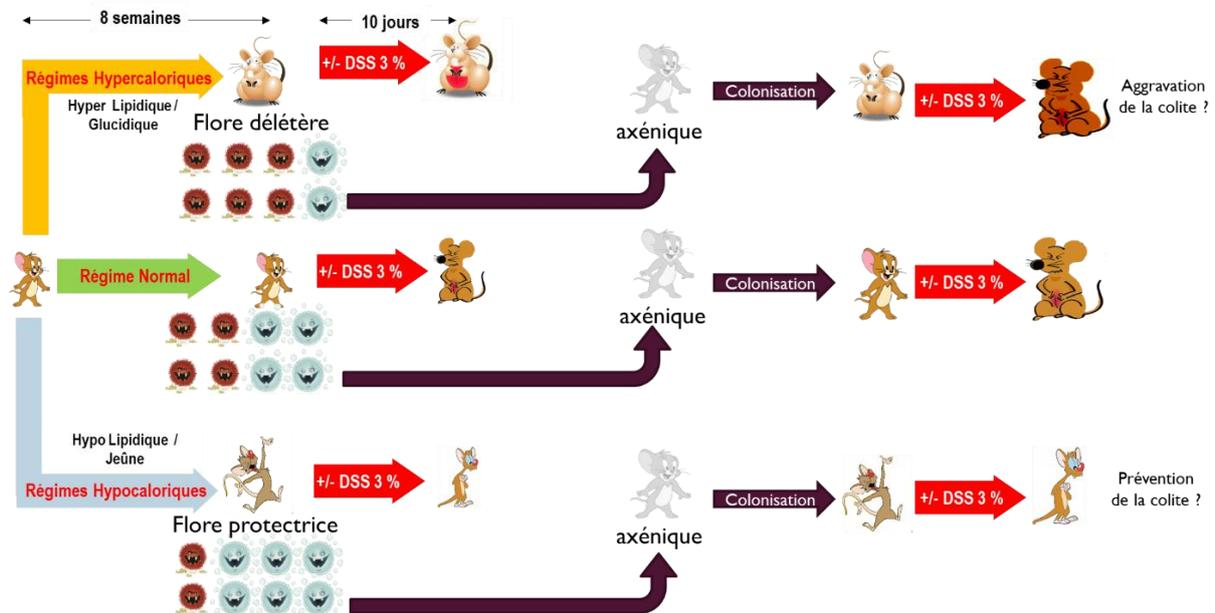 8 semaines
10 jours
Régimes Hypercaloriques
+/- DSS 3 %
Hyper Lipidique /
Glucidique
Flore délétère
axénique
Colonisation
+/- DSS 3 %
Aggravation
de la colite ?
Régime Normal
+/- DSS 3 %
axénique
Colonisation
+/- DSS 3 %
Hypo Lipidique /
Jeûne
Régimes Hypocaloriques
+/- DSS 3 %
Flore protectrice
axénique
Colonisation
+/- DSS 3 %
Prévention
de la colite ?